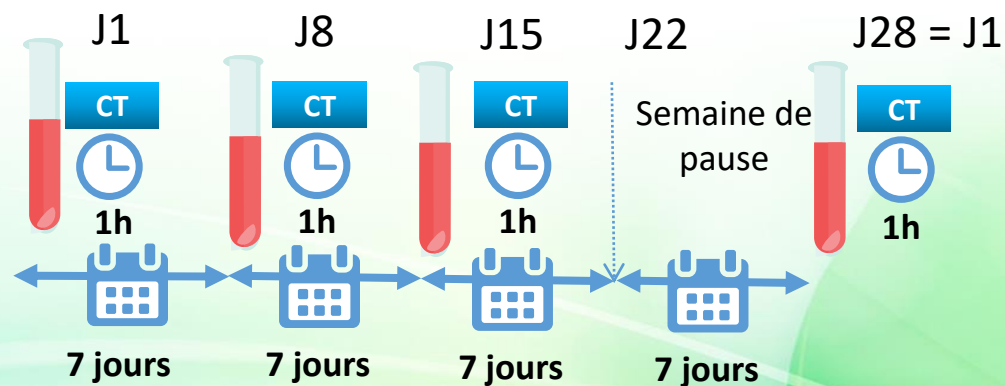 J1
J8
J15
J22
J28 = J1
CT
CT
CT
Semaine de
pause
CT
1h
1h
1h
1h
7 jours
7 jours
7 jours
7 jours